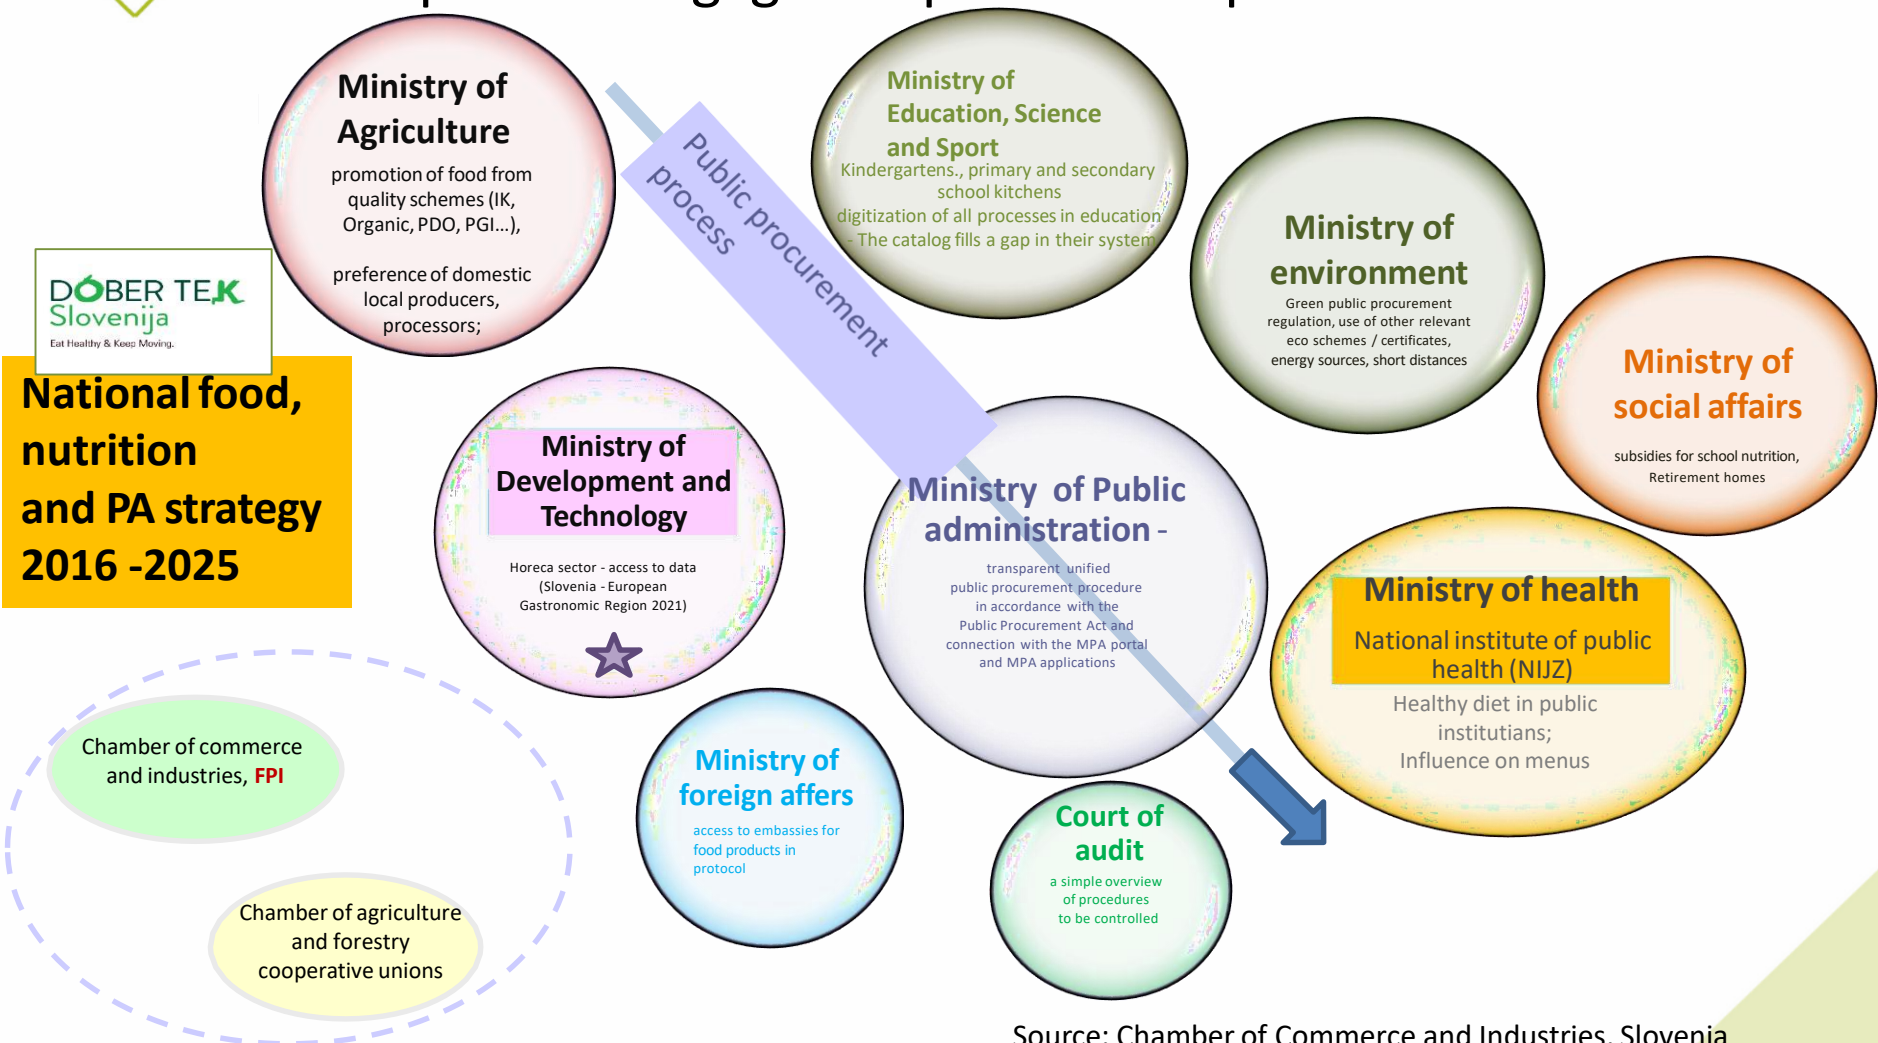 Ministry of
Agriculture
promotion of food from
quality schemes (IK,
Organic, PDO, PGI...),
preference of domestic
local producers,
processors;
Public procurement
process
Ministry of
Education, Science
and Sport
Kindergartens., primary and secondary
school kitchens
digitization of all processes in education
- The catalog fills a gap in their system
Ministry of
environment
Green public procurement
regulation, use of other relevant
eco schemes / certificates,
energy sources, short distances
Ministry of
social affairs
subsidies for school nutrition,
Retirement homes
DOBER TEK
Slovenija
Eat Healthy & Keep Moving.
National food,
nutrition
and PA strategy
2016 -2025
Ministry of
Development and
Technology
Horeca sector - access to data
(Slovenia - European
Gastronomic Region 2021)
Ministry of Public
administration -
transparent unified
public procurement procedure
in accordance with the
Public Procurement Act and
connection with the MPA portal
and MPA applications
Ministry of health
National institute of public
health (NIJZ)
Healthy diet in public
institutians;
Influence on menus
Chamber of commerce
and industries, FPI
Chamber of agriculture
and forestry
cooperative unions
Ministry of
foreign affers
access to embassies for
food products in
protocol
Court of
audit
a simple overview
of procedures
to be controlled
Source: Chamber of Commerce and Industries, Slovenia